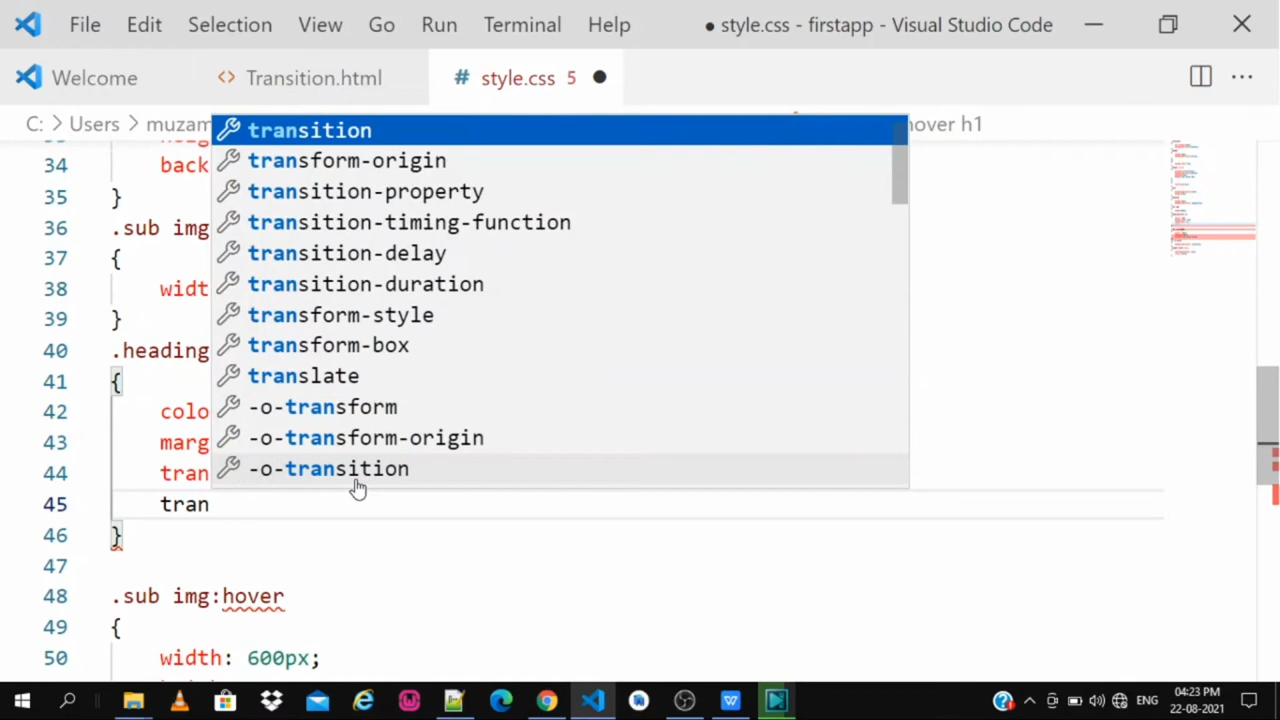 File Edit Selection View Go Run Terminal Help ● style.css - firstapp - Visual Studio Code
Welcome <> Transition.html # style.css 5 ●
C: > Users > muzam hover h1
34 back
35 }
36 .sub img
37 {
38 widt
39 }
40 .heading
41 {
42 colo
43 marg
44 tran
45 tran
46 }
47
48 .sub img:hover
49 {
50 width: 600px;
transition
transform-origin
transition-property
transition-timing-function
transition-delay
transition-duration
transform-style
transform-box
translate
-o-transform
-o-transform-origin
-o-transition
ENG 04:23 PM
22-08-2021